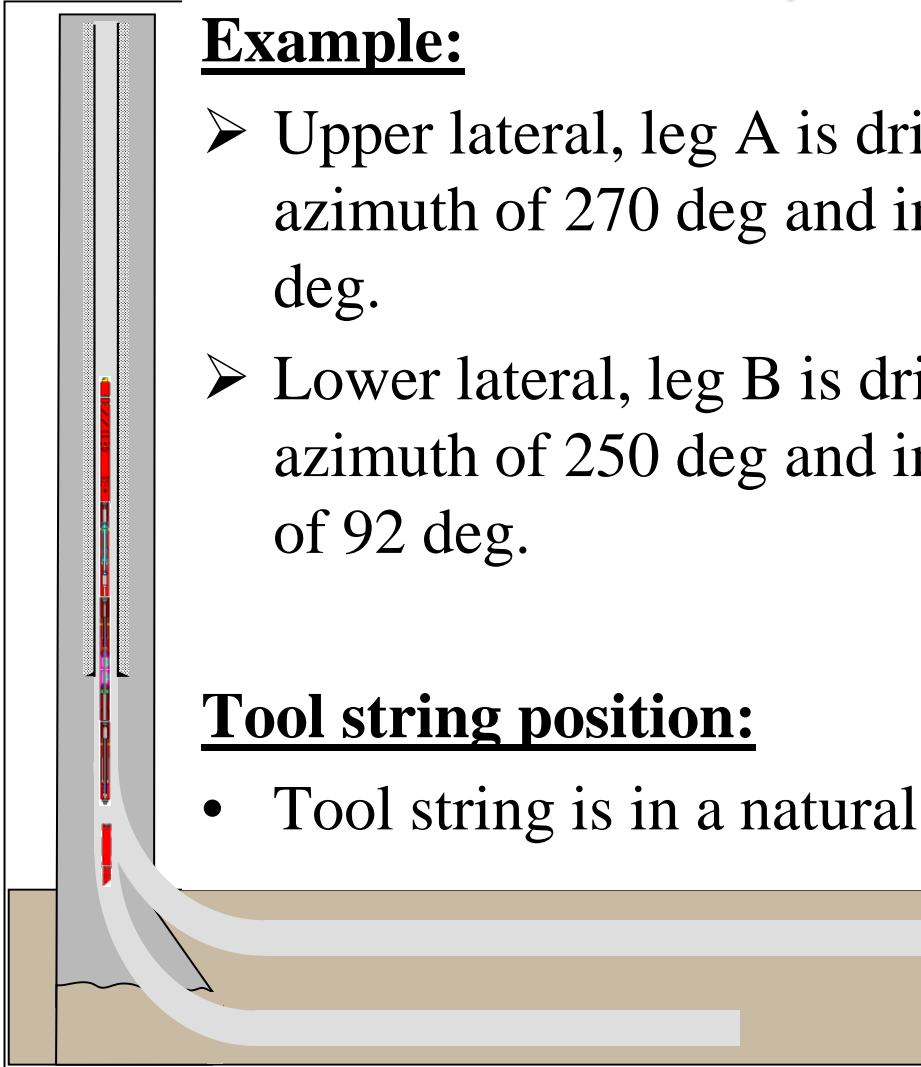 Example:
➢ Upper lateral, leg A is dri
azimuth of 270 deg and in
deg.
➢ Lower lateral, leg B is dri
azimuth of 250 deg and in
of 92 deg.
Tool string position:
• Tool string is in a natural